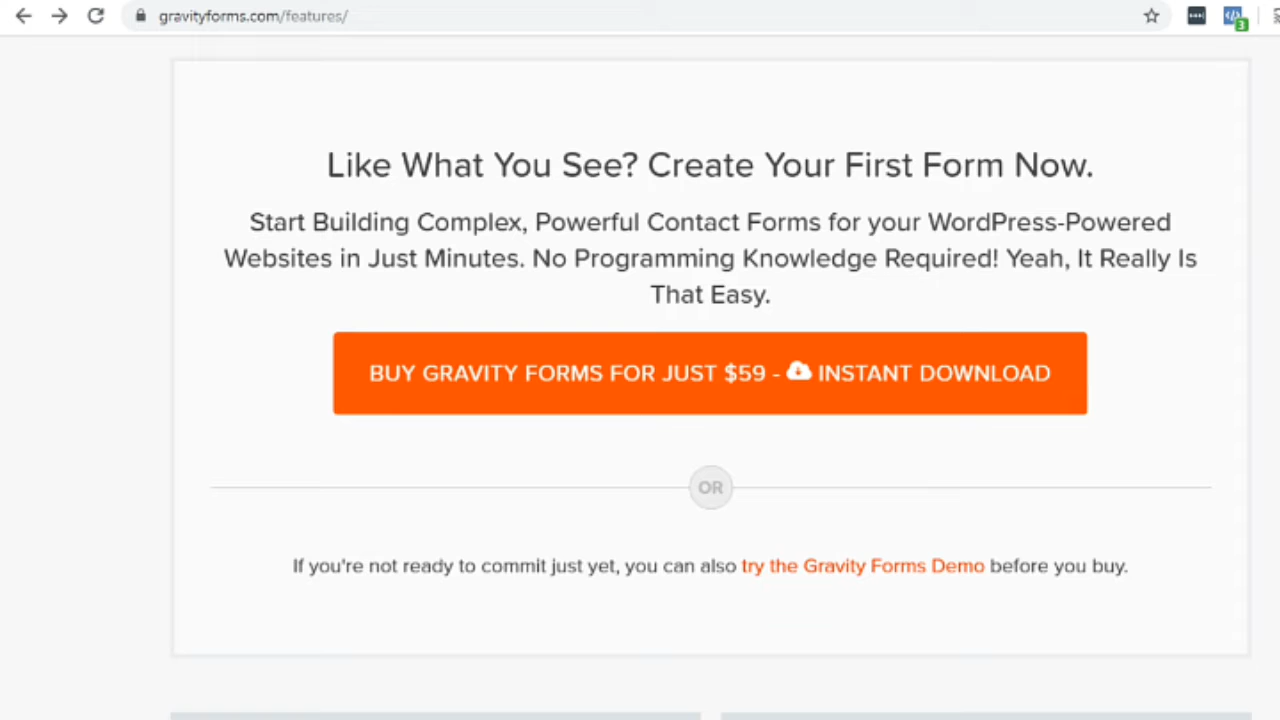 gravityforms.com/features/
3
Like What You See? Create Your First Form Now.
Start Building Complex, Powerful Contact Forms for your WordPress-Powered
Websites in Just Minutes. No Programming Knowledge Required! Yeah, It Really Is
That Easy.
BUY GRAVITY FORMS FOR JUST $59 - INSTANT DOWNLOAD
OR
If you're not ready to commit just yet, you can also try the Gravity Forms Demo before you buy.